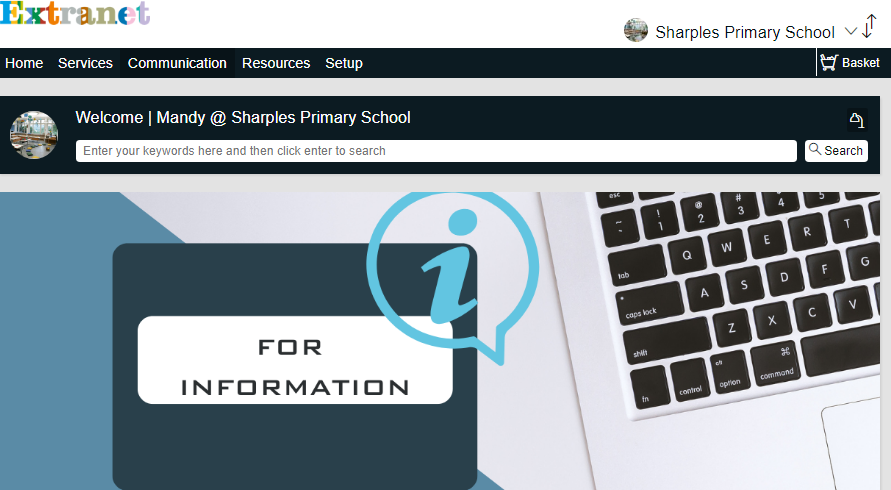 Extranet
Sharples Primary School
Home Services Communication Resources Setup
Basket
Welcome | Mandy @ Sharples Primary School
Enter your keywords here and then click enter to search
Search
i
FOR
INFORMATION
esc
~ ! @ # $
1 2 3 4 5
tab Q W E R T
caps lock A S D F G
shift Z X C V
fn control alt option ⌘ command